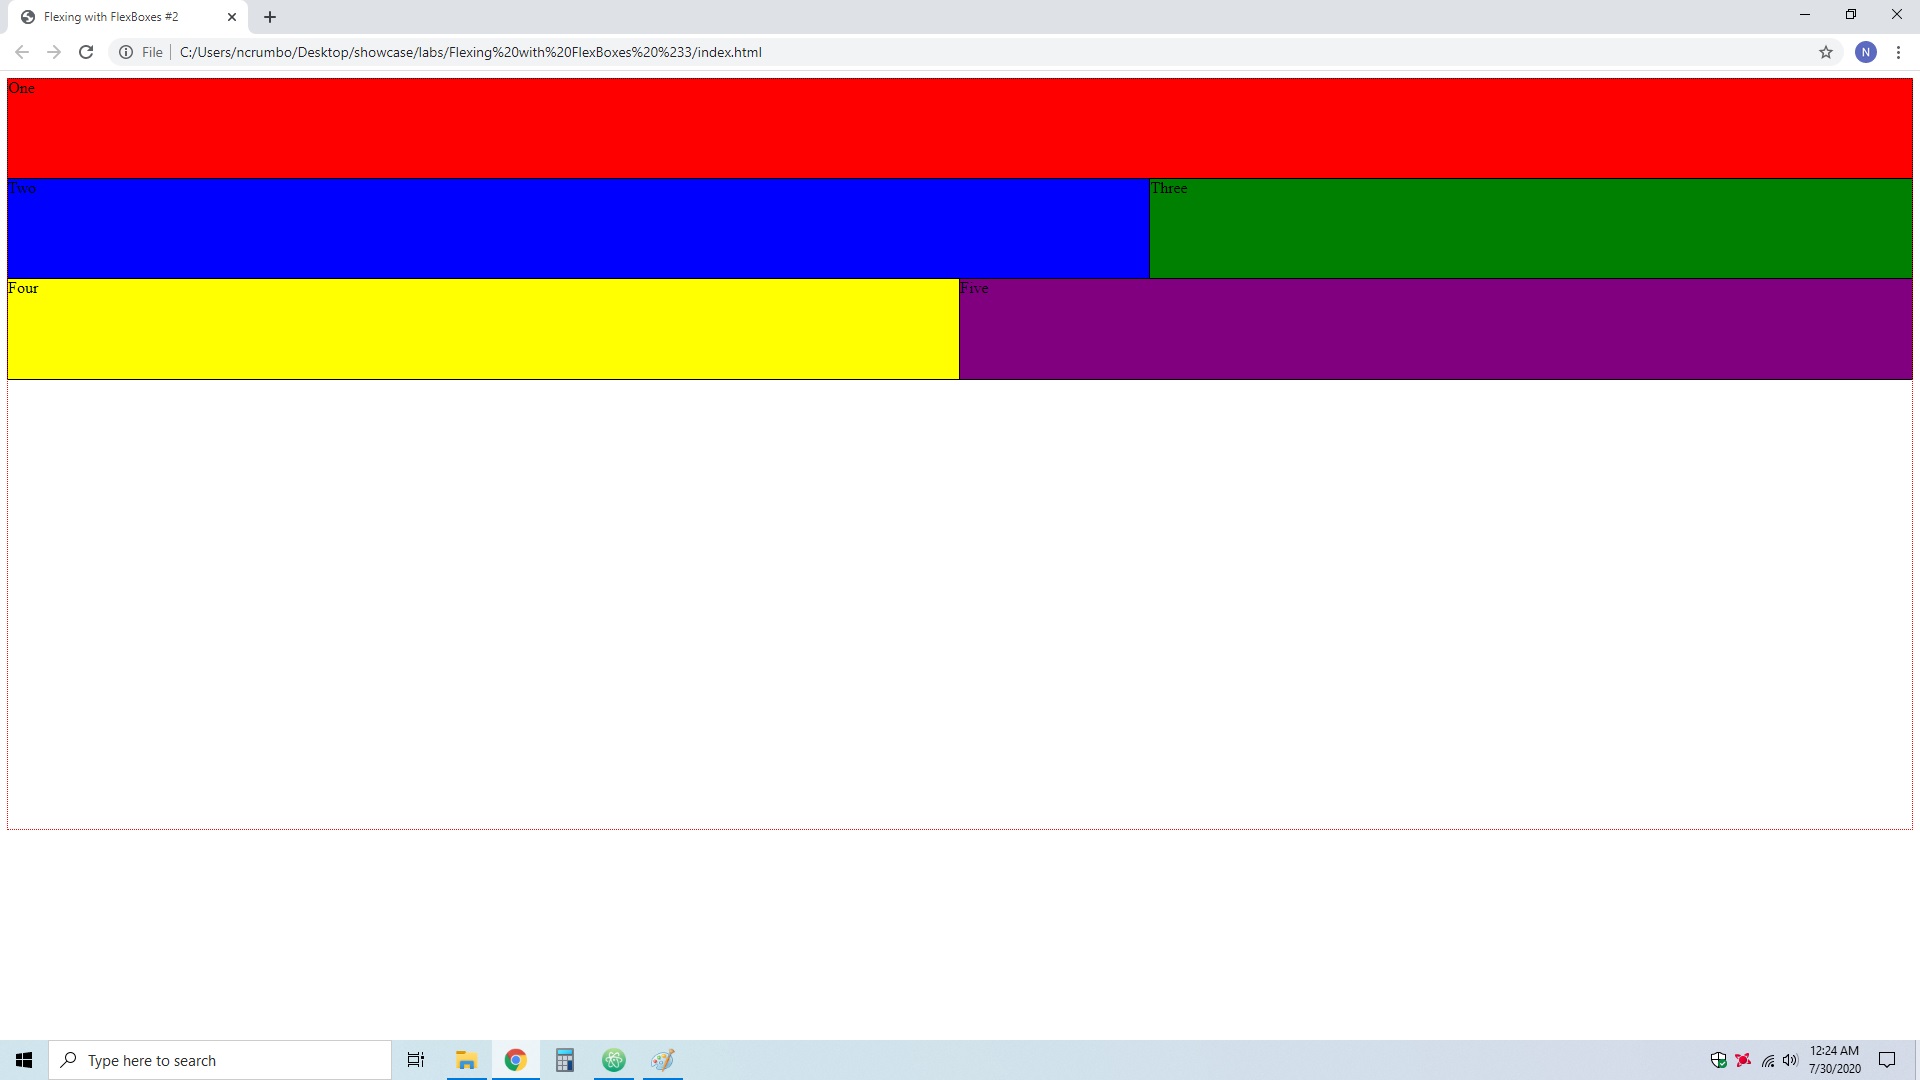 Flexing with FlexBoxes #2
File | C:/Users/ncrumbo/Desktop/showcase/labs/Flexing%20with%20FlexBoxes%20%233/index.html
N
One
Two
Three
Four
Five
Type here to search
12:24 AM
7/30/2020